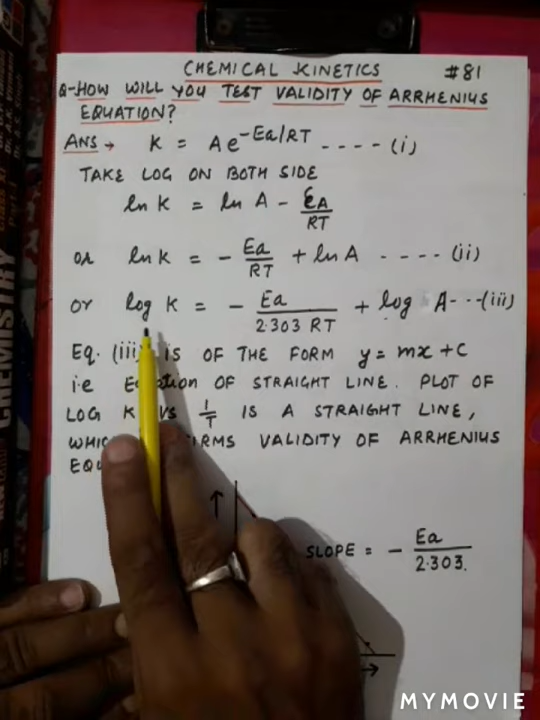 CHEMICAL KINETICS #81
Q-HOW WILL YOU TEST VALIDITY OF ARRHENIUS
EQUATION?
ANS → K = Ae^-Ea/RT ---- (i)
TAKE LOG ON BOTH SIDE
ln K = ln A - EA/RT
or ln K = - Ea/RT + ln A ---- (ii)
or log K = - Ea/2.303 RT + log A---(iii)
Eq. (iii) is OF THE FORM y = mx + c
i.e OF STRAIGHT LINE. PLOT OF
LOG K VS 1/T IS A STRAIGHT LINE,
VALIDITY OF ARRHENIUS
SLOPE = - Ea/2.303.
MYMOVIE